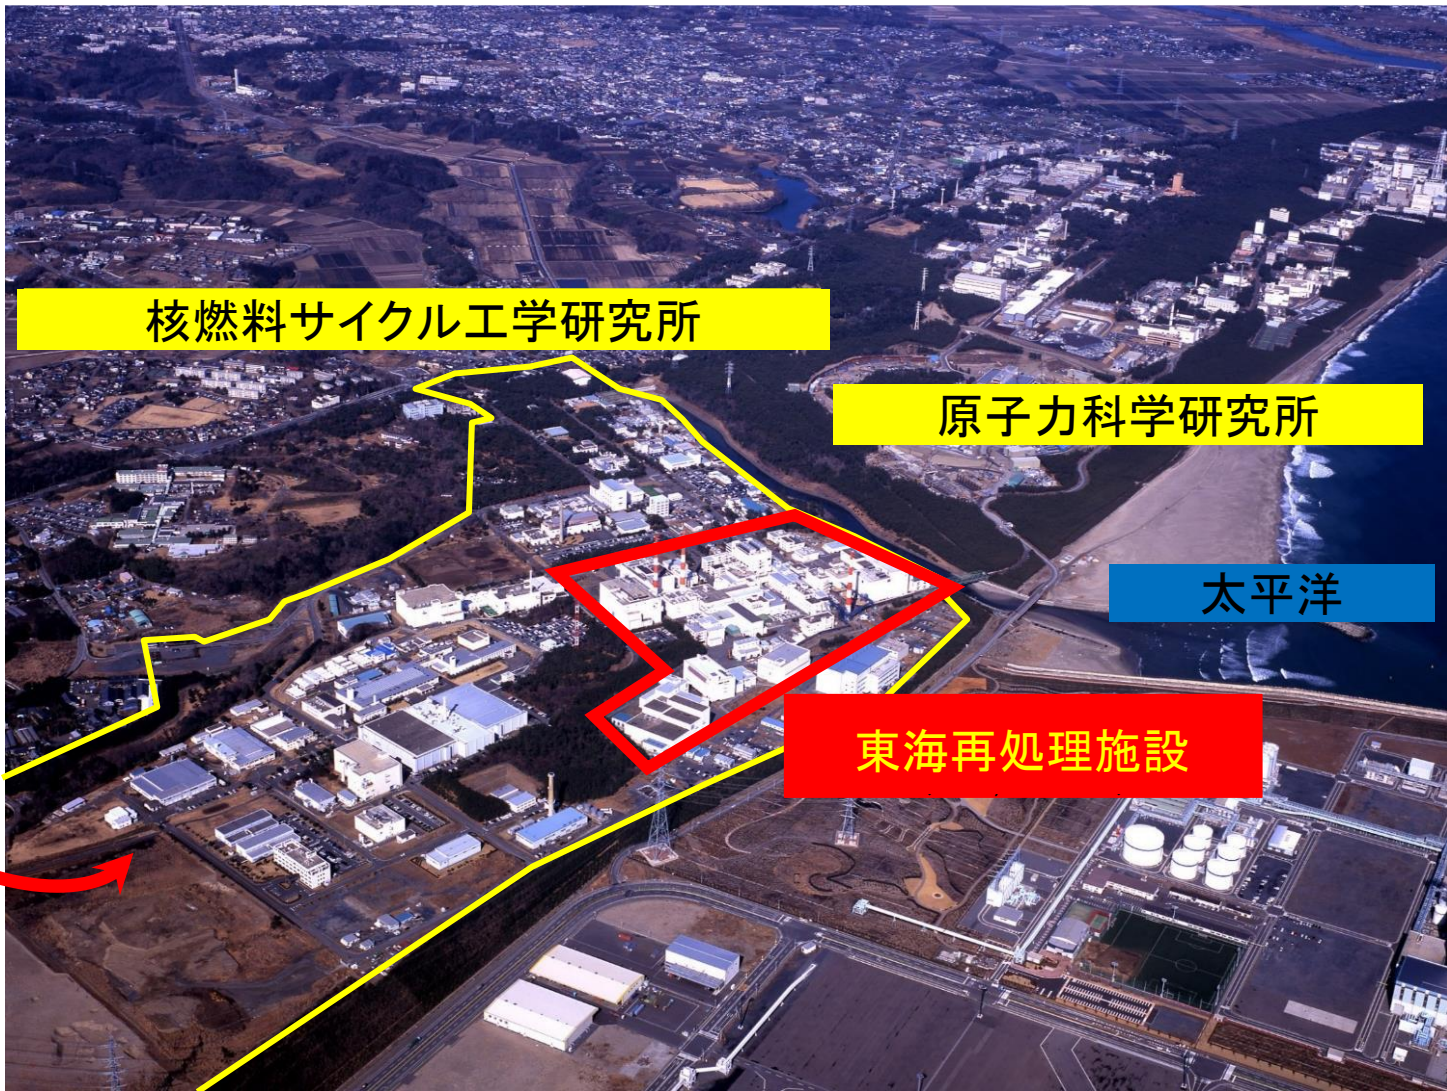 核燃料サイクル工学研究所
原子力科学研究所
太平洋
東海再処理施設